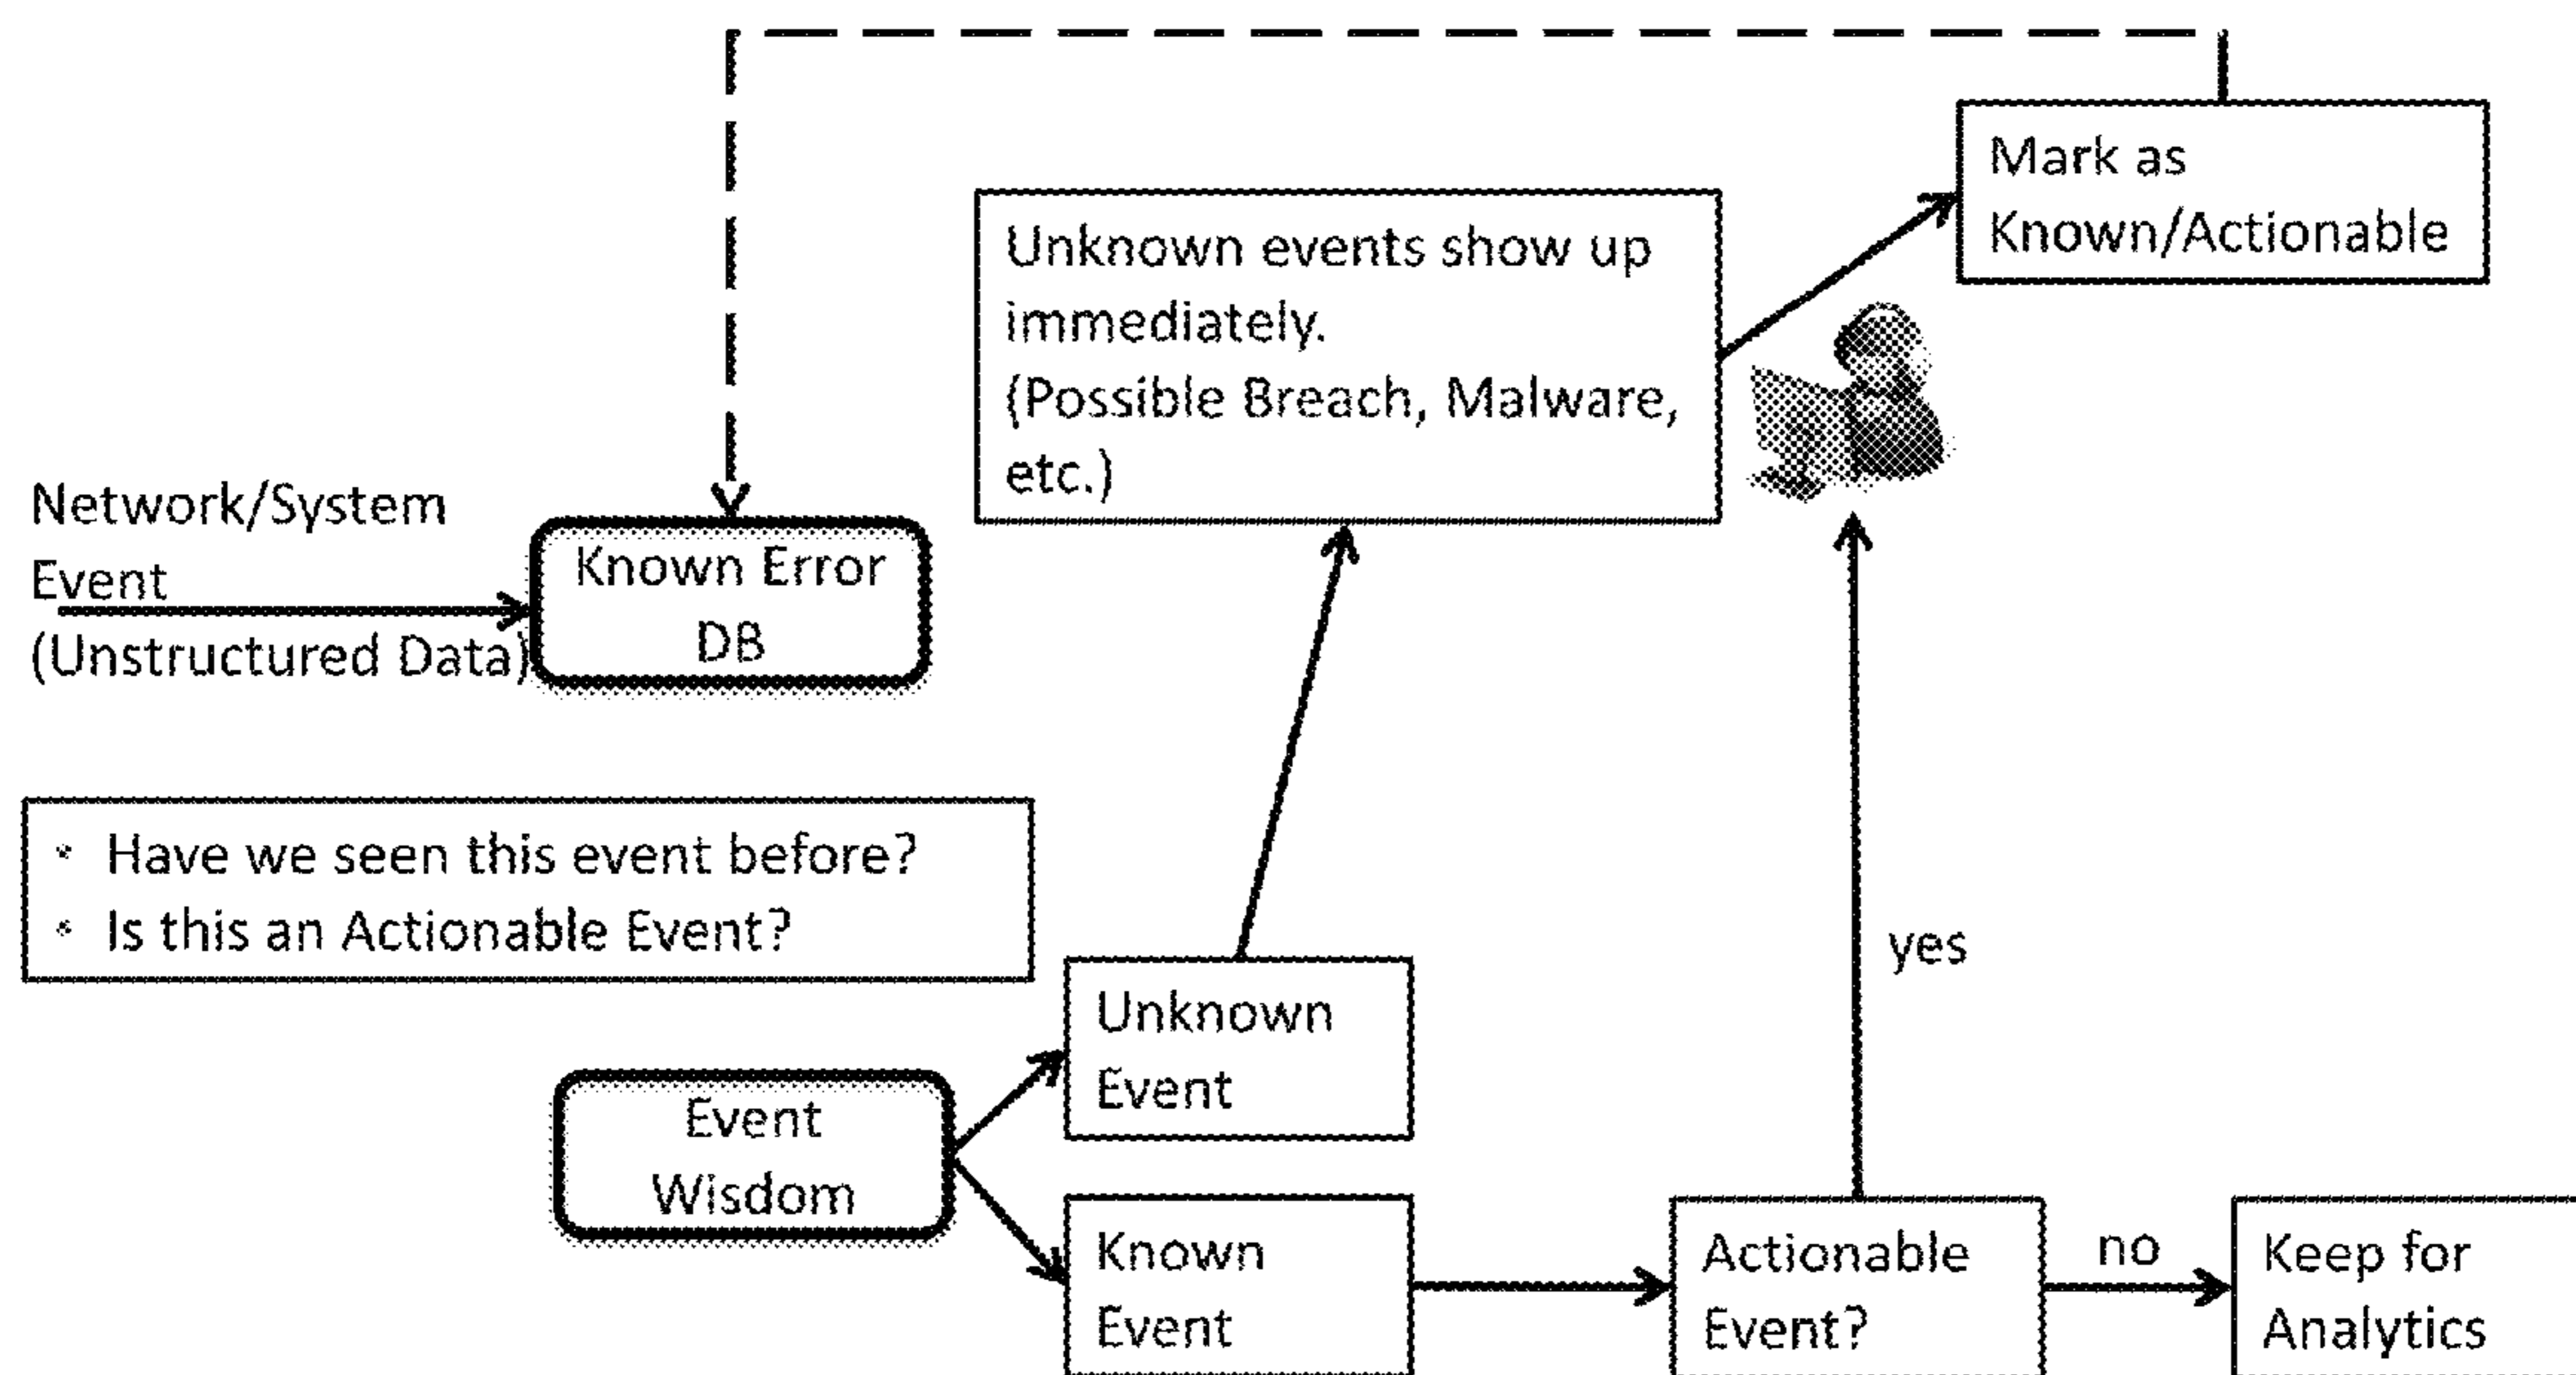 Mark as
Known/Actionable
Unknown events show up
immediately.
(Possible Breach, Malware,
etc.)
Network/System
Event
(Unstructured Data)
Known Error
DB
• Have we seen this event before?
• Is this an Actionable Event?
yes
Unknown
Event
Event
Wisdom
Known
Event
Actionable
Event?
no
Keep for
Analytics